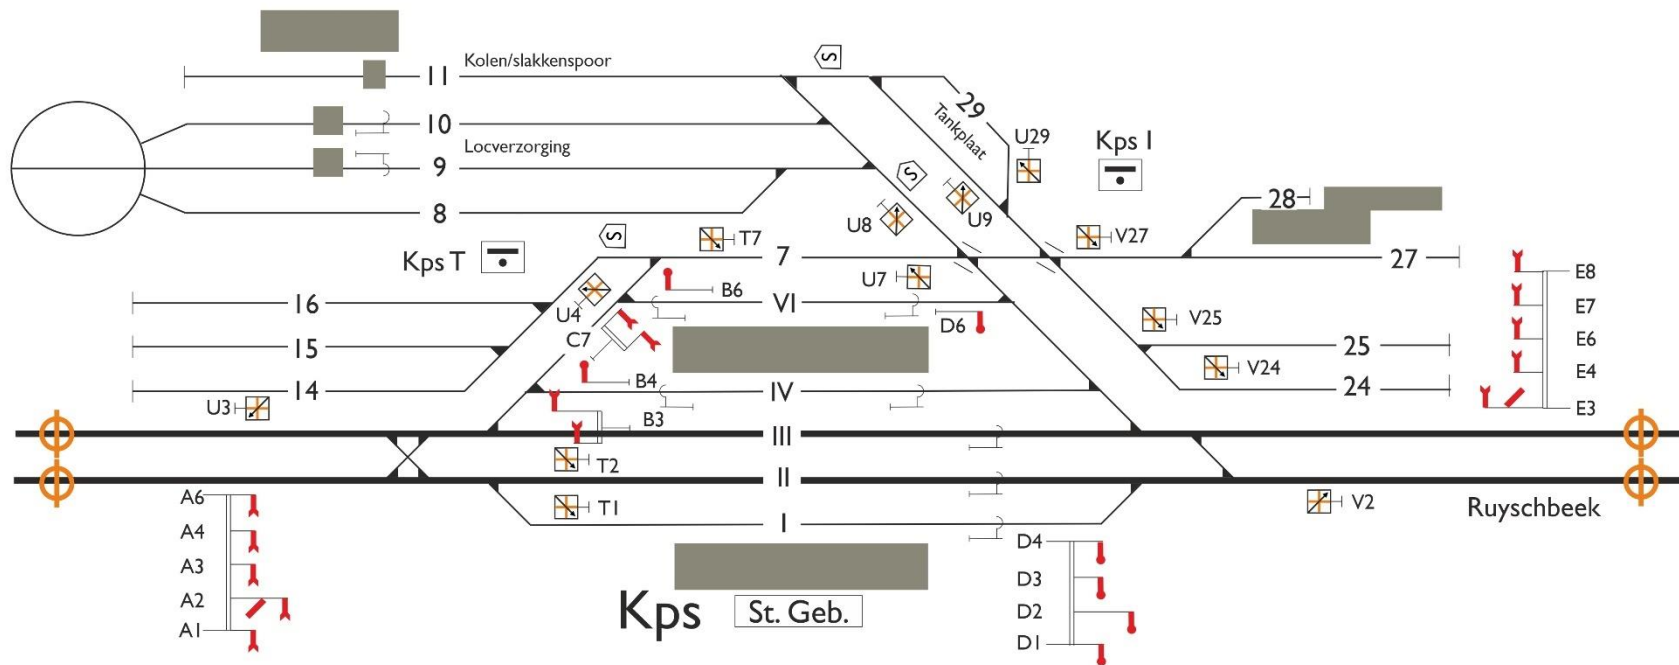 11 Kolen/slakkenspoor
10
9 Locverzorging
8
29
Tankplaat
U29
Kps I
S
S
S
U9
U8
28
T7
V27
Kps T
7
27
E8
E7
E6
E4
E3
16
U4
B6
VI
U7
D6
V25
15
C7
25
14
B4
IV
V24
24
U3
B3
III
T2
II
T1
I
V2
Ruyschbeek
A6
A4
A3
A2
A1
D4
D3
D2
D1
Kps
St. Geb.